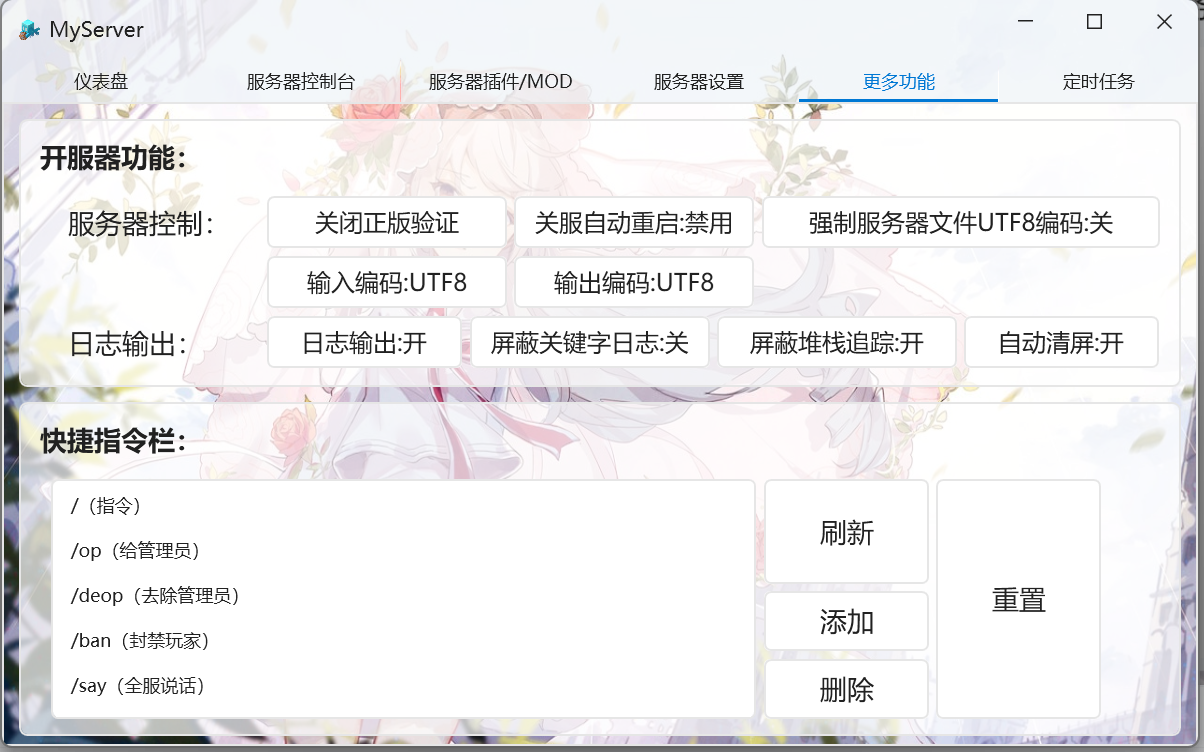 MyServer
仪表盘 服务器控制台 服务器插件/MOD 服务器设置 更多功能 定时任务
开服器功能：
服务器控制： 关闭正版验证 关服自动重启:禁用 强制服务器文件UTF8编码:关
输入编码:UTF8 输出编码:UTF8
日志输出： 日志输出:开 屏蔽关键字日志:关 屏蔽堆栈追踪:开 自动清屏:开
快捷指令栏：
/（指令）
/op（给管理员）
/deop（去除管理员）
/ban（封禁玩家）
/say（全服说话）
刷新
添加
删除
重置